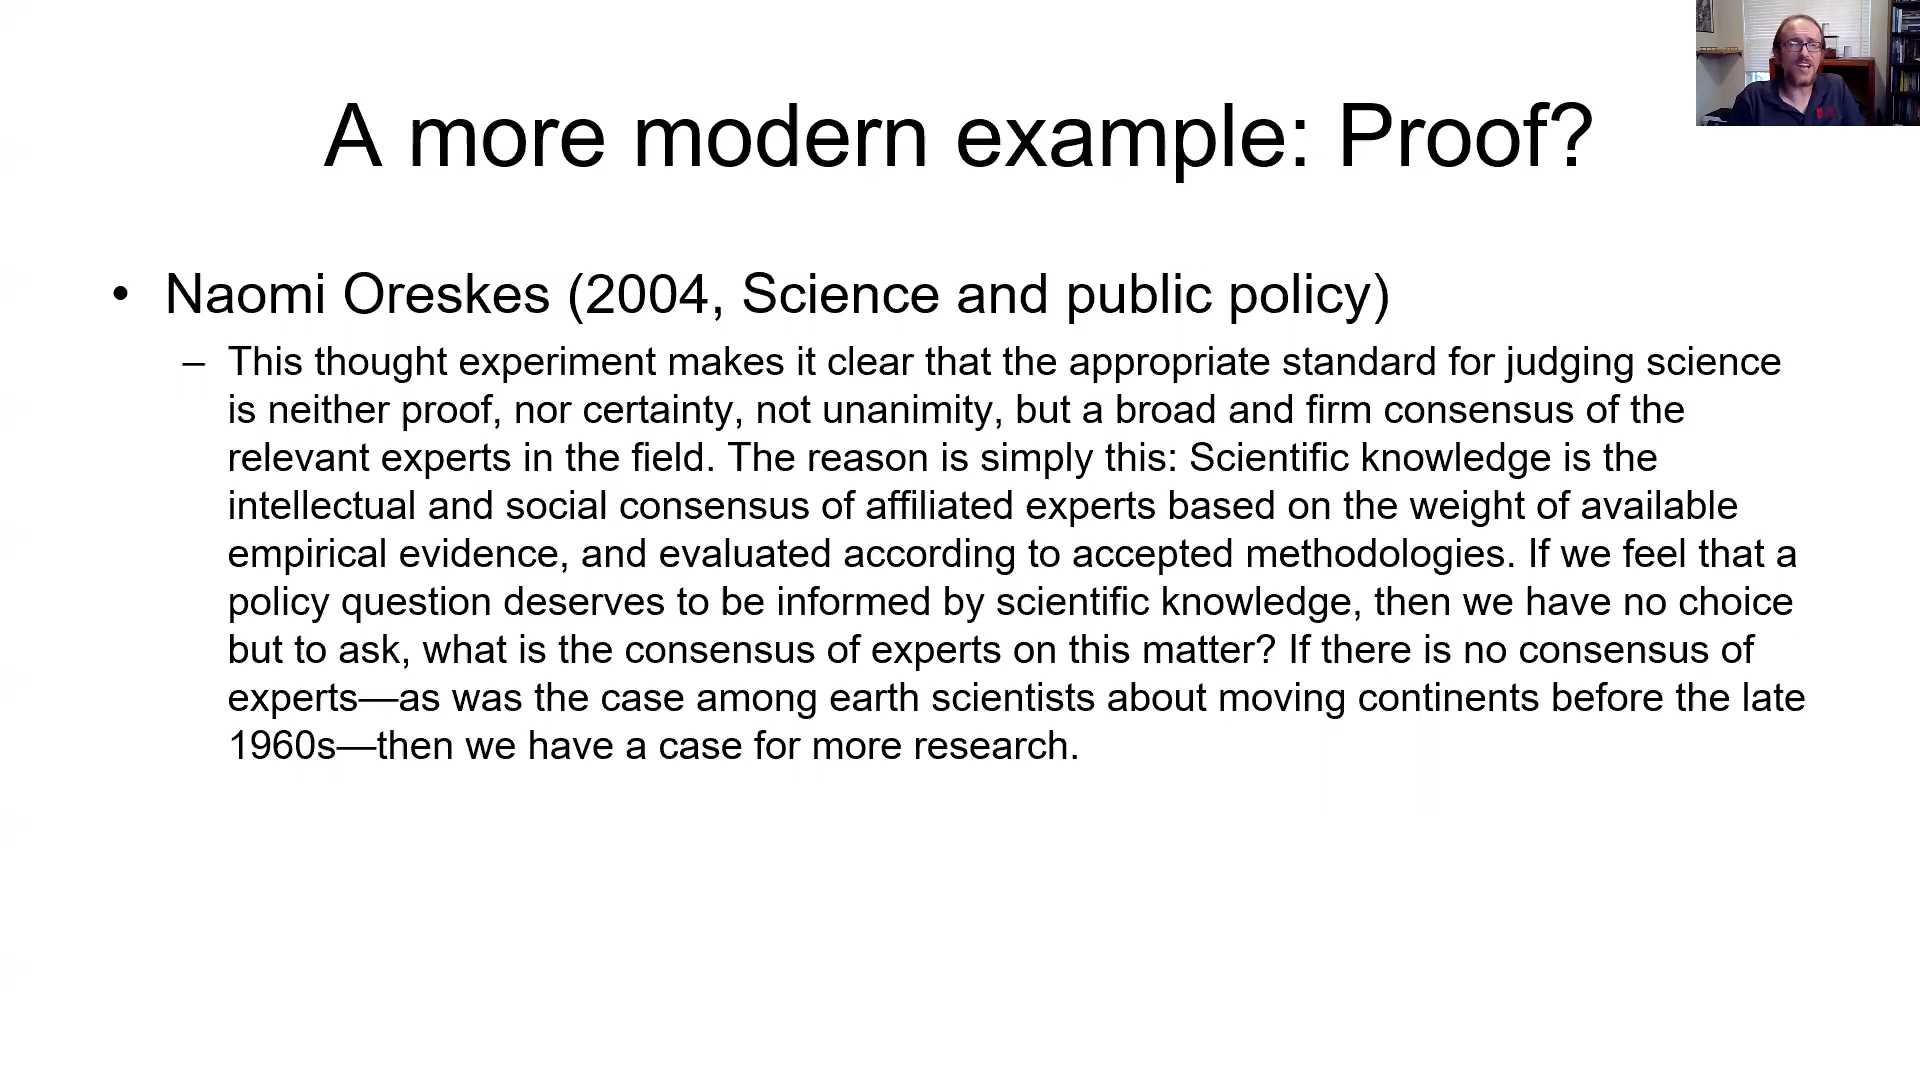 A more modern example: Proof?
• Naomi Oreskes (2004, Science and public policy)
– This thought experiment makes it clear that the appropriate standard for judging science
is neither proof, nor certainty, not unanimity, but a broad and firm consensus of the
relevant experts in the field. The reason is simply this: Scientific knowledge is the
intellectual and social consensus of affiliated experts based on the weight of available
empirical evidence, and evaluated according to accepted methodologies. If we feel that a
policy question deserves to be informed by scientific knowledge, then we have no choice
but to ask, what is the consensus of experts on this matter? If there is no consensus of
experts—as was the case among earth scientists about moving continents before the late
1960s—then we have a case for more research.